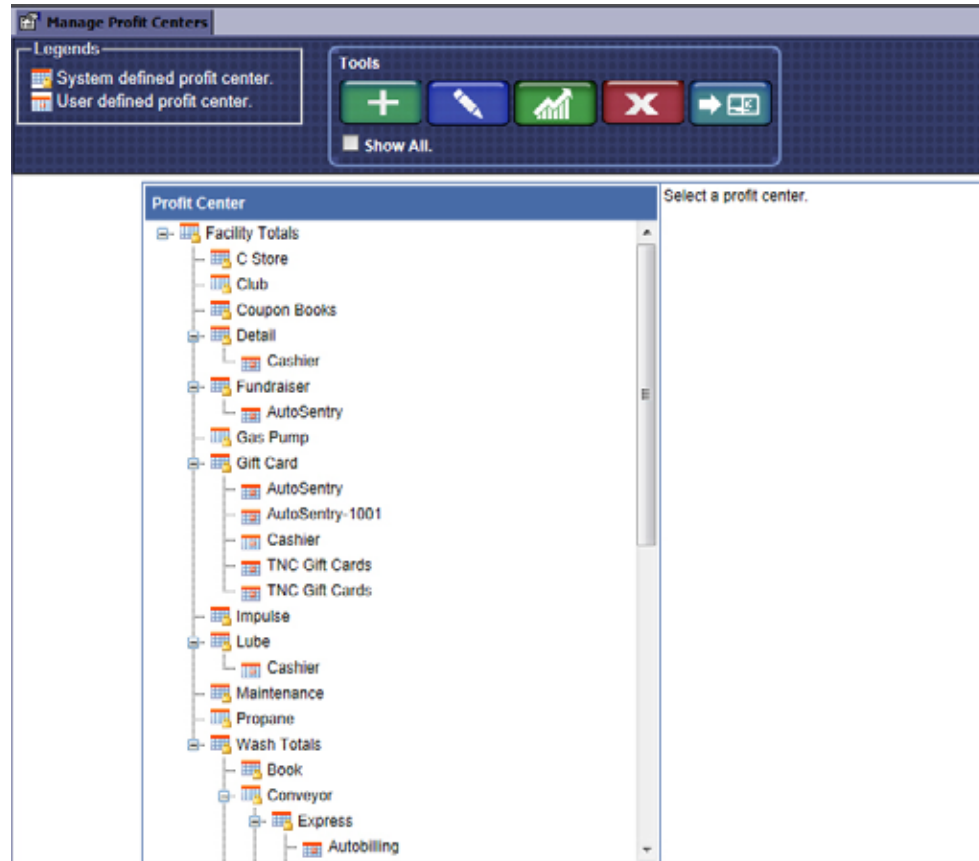 Manage Profit Centers
Legends
System defined profit center.
User defined profit center.
Tools
Show All.
Profit Center
Select a profit center.
Facility Totals
C Store
Club
Coupon Books
Detail
Cashier
Fundraiser
AutoSentry
Gas Pump
Gift Card
AutoSentry
AutoSentry-1001
Cashier
TNC Gift Cards
TNC Gift Cards
Impulse
Lube
Cashier
Maintenance
Propane
Wash Totals
Book
Conveyor
Express
Autobilling